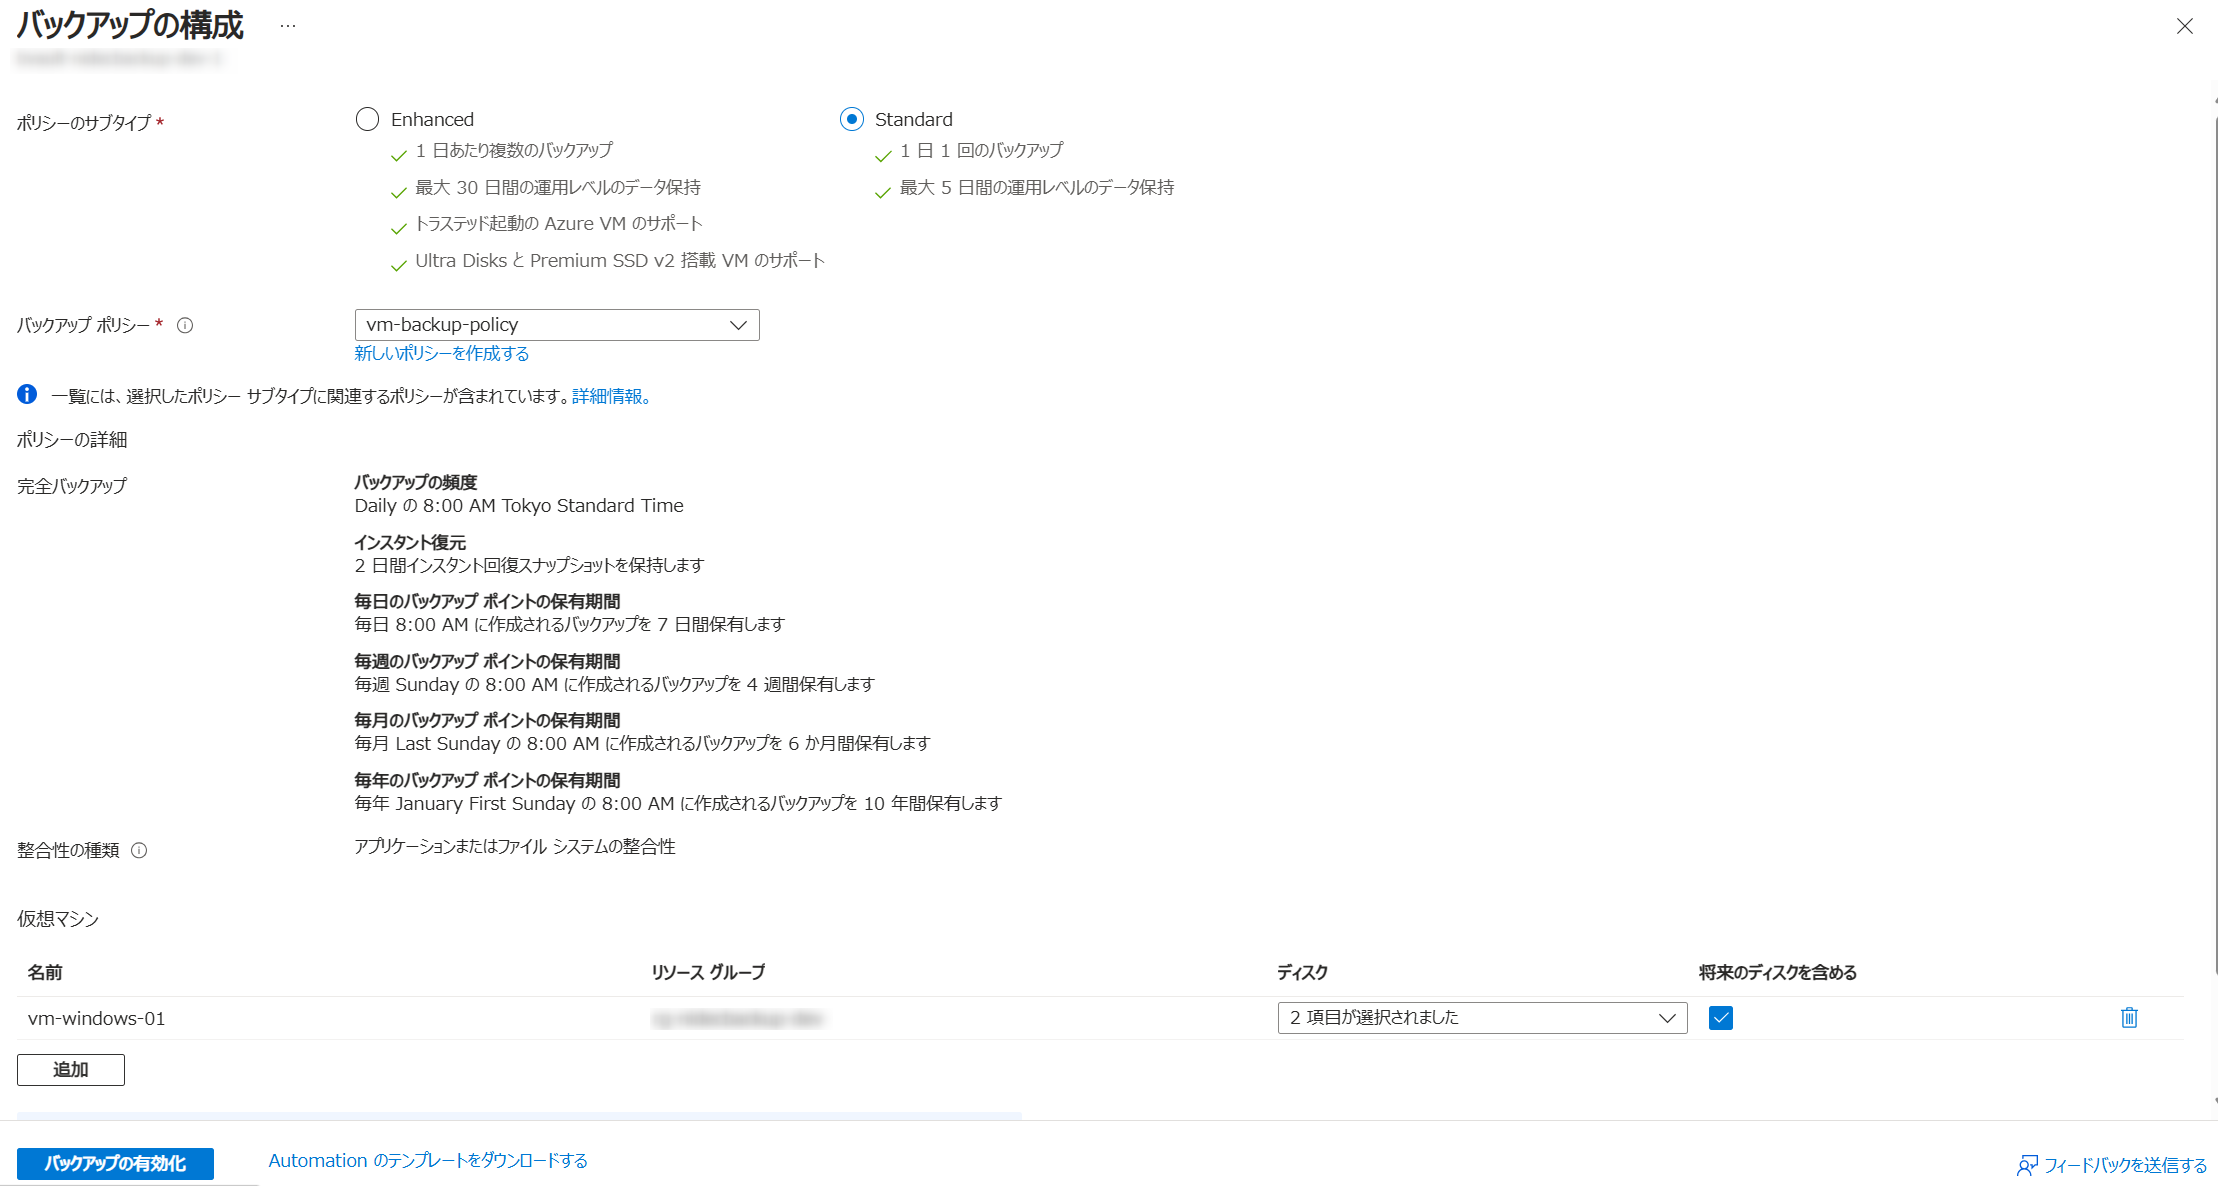 バックアップの構成 …
ポリシーのサブタイプ *
Enhanced
1 日あたり複数のバックアップ
最大 30 日間の運用レベルのデータ保持
トラステッド起動の Azure VM のサポート
Ultra Disks と Premium SSD v2 搭載 VM のサポート
Standard
1 日 1 回のバックアップ
最大 5 日間の運用レベルのデータ保持
バックアップ ポリシー *
vm-backup-policy
新しいポリシーを作成する
一覧には、選択したポリシー サブタイプに関連するポリシーが含まれています。詳細情報。
ポリシーの詳細
完全バックアップ
バックアップの頻度
Daily の 8:00 AM Tokyo Standard Time
インスタント復元
2 日間インスタント回復スナップショットを保持します
毎日のバックアップ ポイントの保有期間
毎日 8:00 AM に作成されるバックアップを 7 日間保有します
毎週のバックアップ ポイントの保有期間
毎週 Sunday の 8:00 AM に作成されるバックアップを 4 週間保有します
毎月のバックアップ ポイントの保有期間
毎月 Last Sunday の 8:00 AM に作成されるバックアップを 6 か月間保有します
毎年のバックアップ ポイントの保有期間
毎年 January First Sunday の 8:00 AM に作成されるバックアップを 10 年間保有します
整合性の種類
アプリケーションまたはファイル システムの整合性
仮想マシン
名前 リソース グループ ディスク 将来のディスクを含める
vm-windows-01 2 項目が選択されました
追加
バックアップの有効化
Automation のテンプレートをダウンロードする
フィードバックを送信する